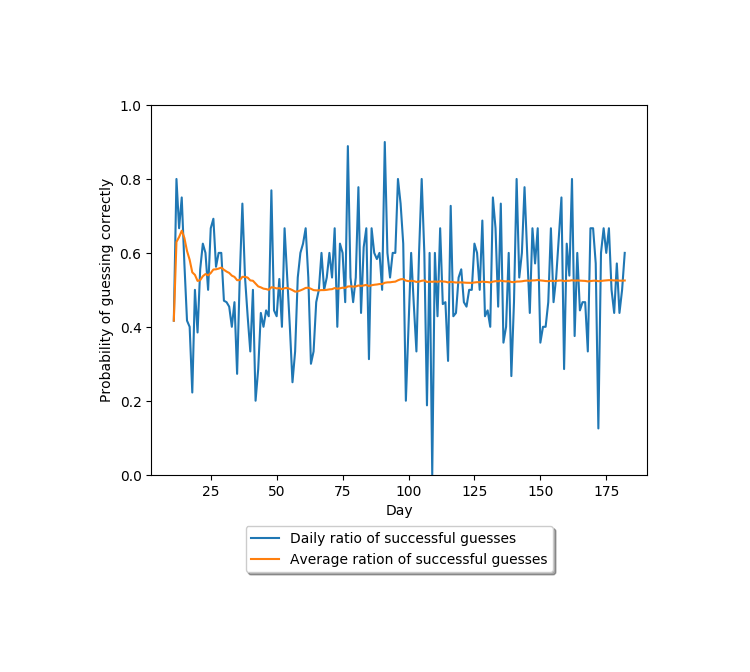 1.0
0.8
0.6
0.4
0.2
0.0
Probability of guessing correctly
25 50 75 100 125 150 175
Day
Daily ratio of successful guesses
Average ration of successful guesses